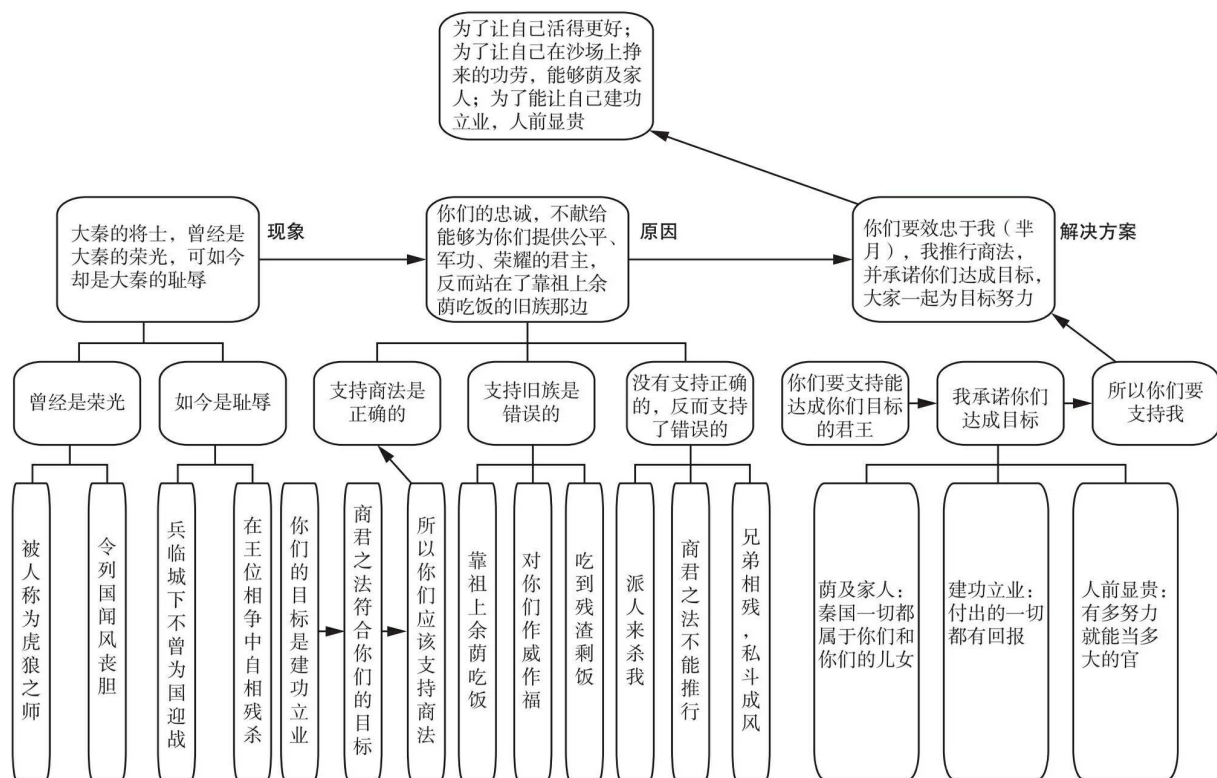 为了让自己活得更好；
为了让自己在沙场上挣
来的功劳，能够荫及家
人；为了能让自己建功
立业，人前显贵
大秦的将士，曾经是
大秦的荣光，可如今
却是大秦的耻辱
现象
你们的忠诚，不献给
能够为你们提供公平、
军功、荣耀的君主，
反而站在了靠祖上余
荫吃饭的旧族那边
原因
你们要效忠于我（芈
月），我推行商法，
并承诺你们达成目标，
大家一起为目标努力
解决方案
曾经是荣光
如今是耻辱
支持商法是
正确的
支持旧族是
错误的
没有支持正确
的，反而支持
了错误的
你们要支持能
达成你们目标
的君王
我承诺你们
达成目标
所以你们要
支持我
被人称为虎狼之师
令列国闻风丧胆
兵临城下不曾为国迎战
在王位相争中自相残杀
你们的目标是建功立业
商君之法符合你们的目标
所以你们应该支持商法
靠祖上余荫吃饭
对你们作威作福
吃到残渣剩饭
派人来杀我
商君之法不能推行
兄弟相残，私斗成风
荫及家人：
秦国一切都
属于你们和
你们的儿女
建功立业：
付出的一切
都有回报
人前显贵：
有多努力
就能当多
大的官